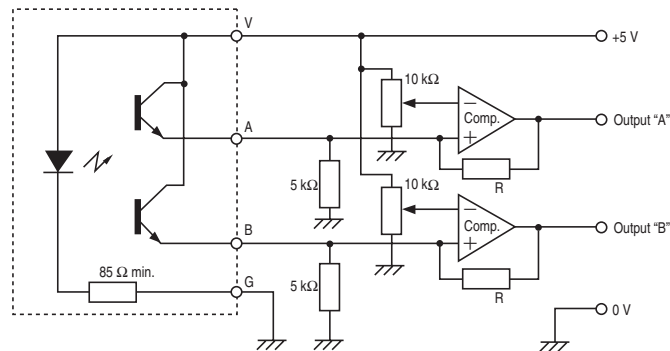 V
+5 V
10 kΩ
−
Comp.
+
Output “A”
A
R
5 kΩ
10 kΩ
−
Comp.
+
Output “B”
B
R
85 Ω min.
G
5 kΩ
0 V